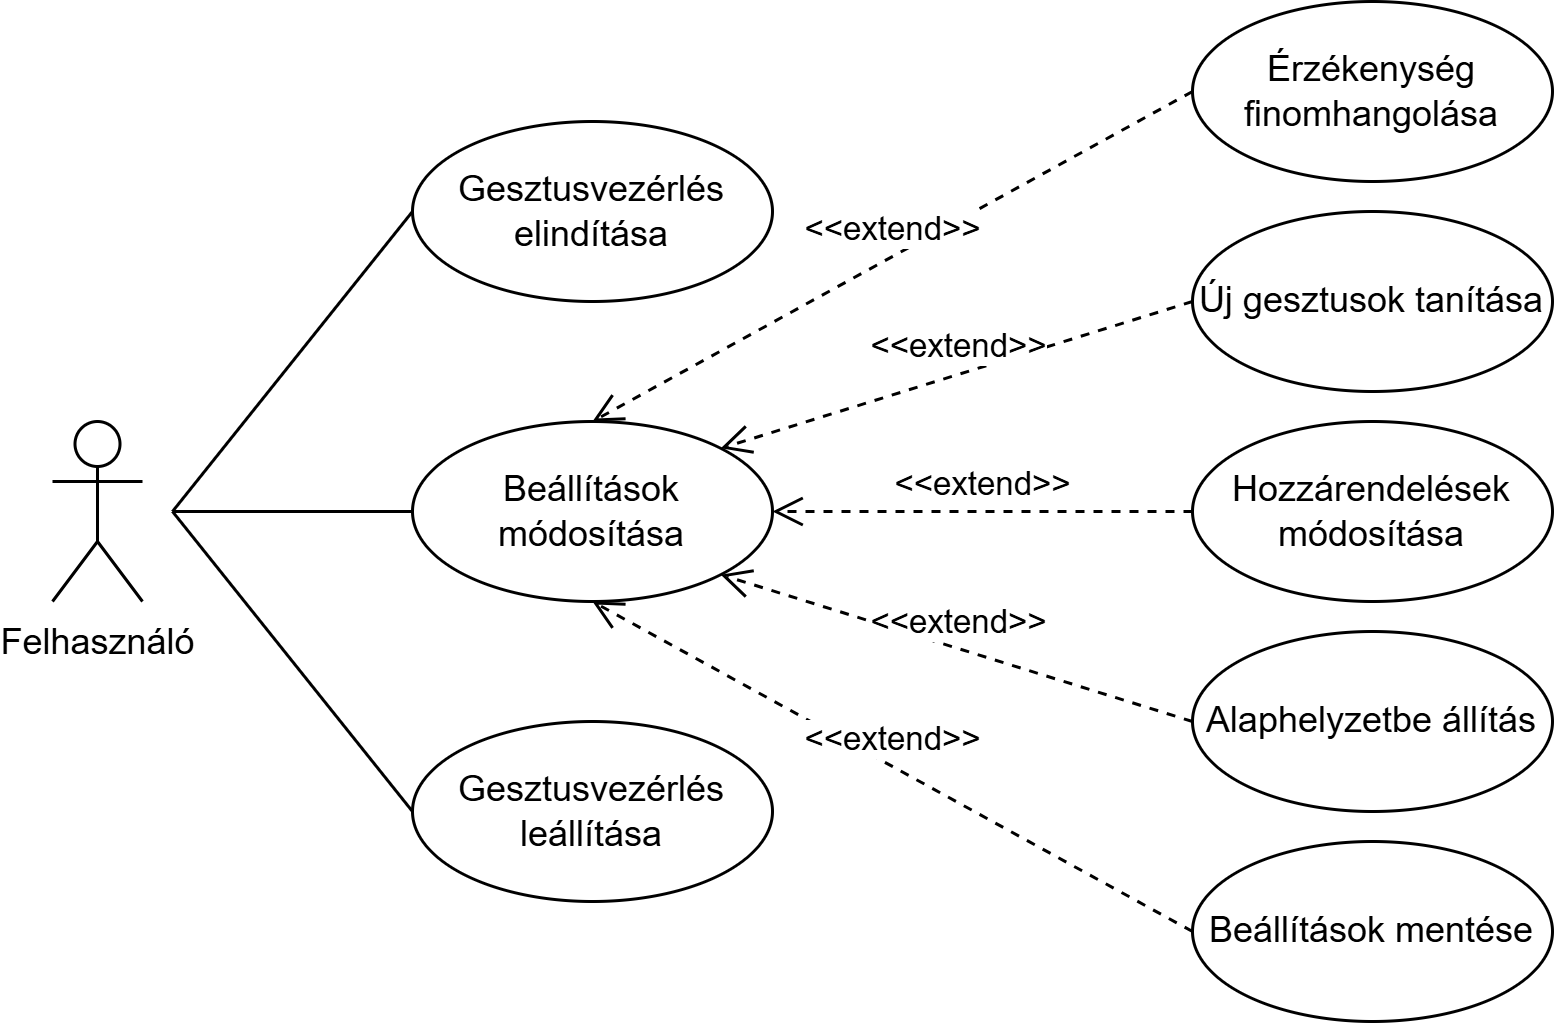 Érzékenység
finomhangolása
Gesztusvezérlés
elindítása
<<extend>>
Új gesztusok tanítása
<<extend>>
Beállítások
módosítása
<<extend>>
Hozzárendelések
módosítása
Felhasználó
<<extend>>
Alaphelyzetbe állítás
<<extend>>
Gesztusvezérlés
leállítása
Beállítások mentése